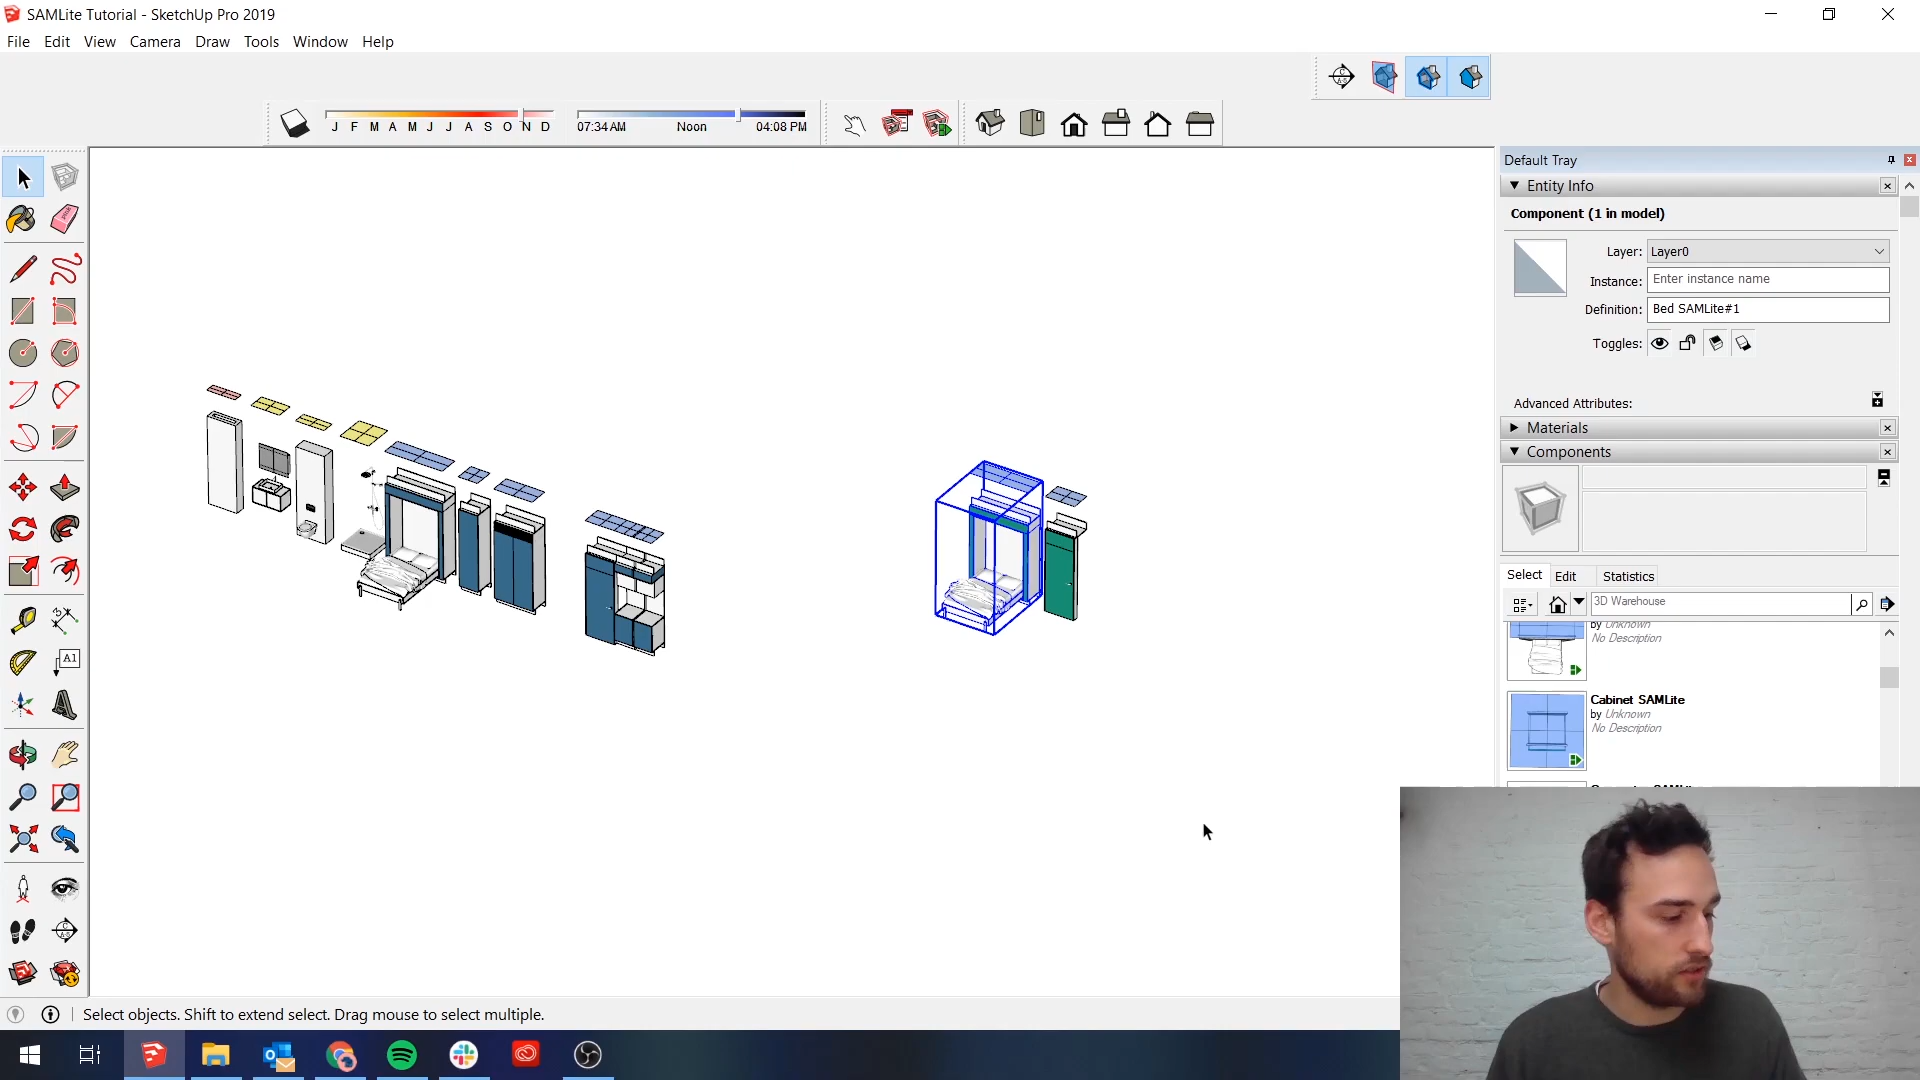 SAMLite Tutorial - SketchUp Pro 2019
File Edit View Camera Draw Tools Window Help
J F M A M J J A S O N D
07:34 AM Noon 04:08 PM
Default Tray
Entity Info
Component (1 in model)
Layer: Layer0
Instance: Enter instance name
Definition: Bed SAMLite#1
Toggles:
Advanced Attributes:
Materials
Components
Select Edit Statistics
3D Warehouse
by Unknown
No Description
Cabinet SAMLite
by Unknown
No Description
A1
Select objects. Shift to extend select. Drag mouse to select multiple.